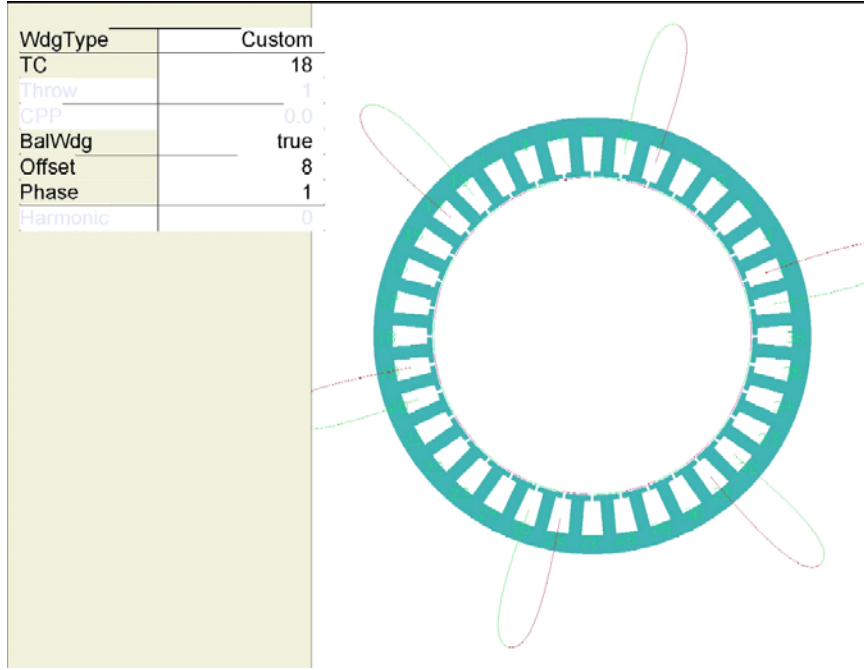 WdgType Custom
TC 18
Throw 1
CPP 0.0
BalWdg true
Offset 8
Phase 1
Harmonic 0